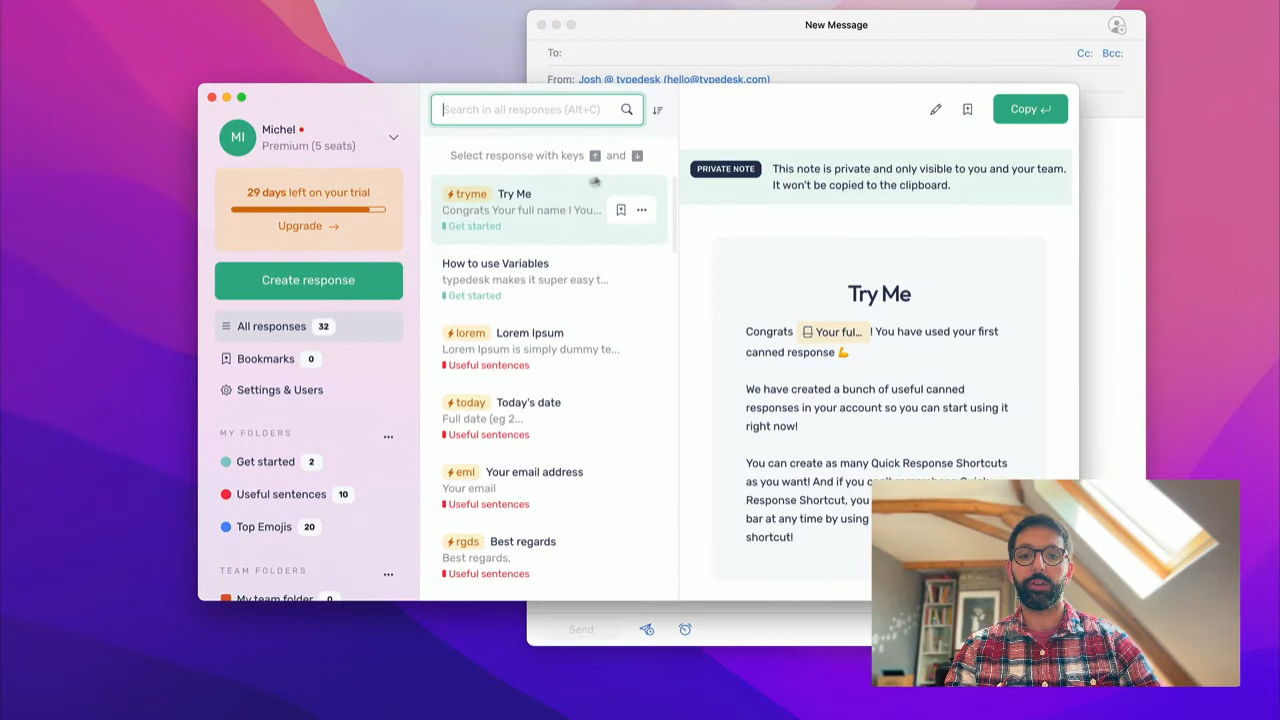 New Message
To:
Cc:
Bcc:
From: Josh @ typedesk (hello@typedesk.com)
MI
Michel
Premium (5 seats)
29 days left on your trial
Upgrade →
Create response
All responses 32
Bookmarks 0
Settings & Users
MY FOLDERS
Get started 2
Useful sentences 10
Top Emojis 20
TEAM FOLDERS
My team folder 0
Search in all responses (Alt+C)
Select response with keys ⬆ and ⬇
tryme Try Me
Congrats Your full name ! You...
Get started
How to use Variables
typedesk makes it super easy t...
Get started
lorem Lorem Ipsum
Lorem Ipsum is simply dummy te...
Useful sentences
today Today's date
Full date (eg 2...
Useful sentences
eml Your email address
Your email
Useful sentences
rgds Best regards
Best regards,
Useful sentences
Copy ↵
PRIVATE NOTE
This note is private and only visible to you and your team.
It won't be copied to the clipboard.
Try Me
Congrats Your ful... ! You have used your first
canned response 💪
We have created a bunch of useful canned
responses in your account so you can start using it
right now!
You can create as many Quick Response Shortcuts
as you want! And if you
Response Shortcut, you
bar at any time by using
shortcut!
Send